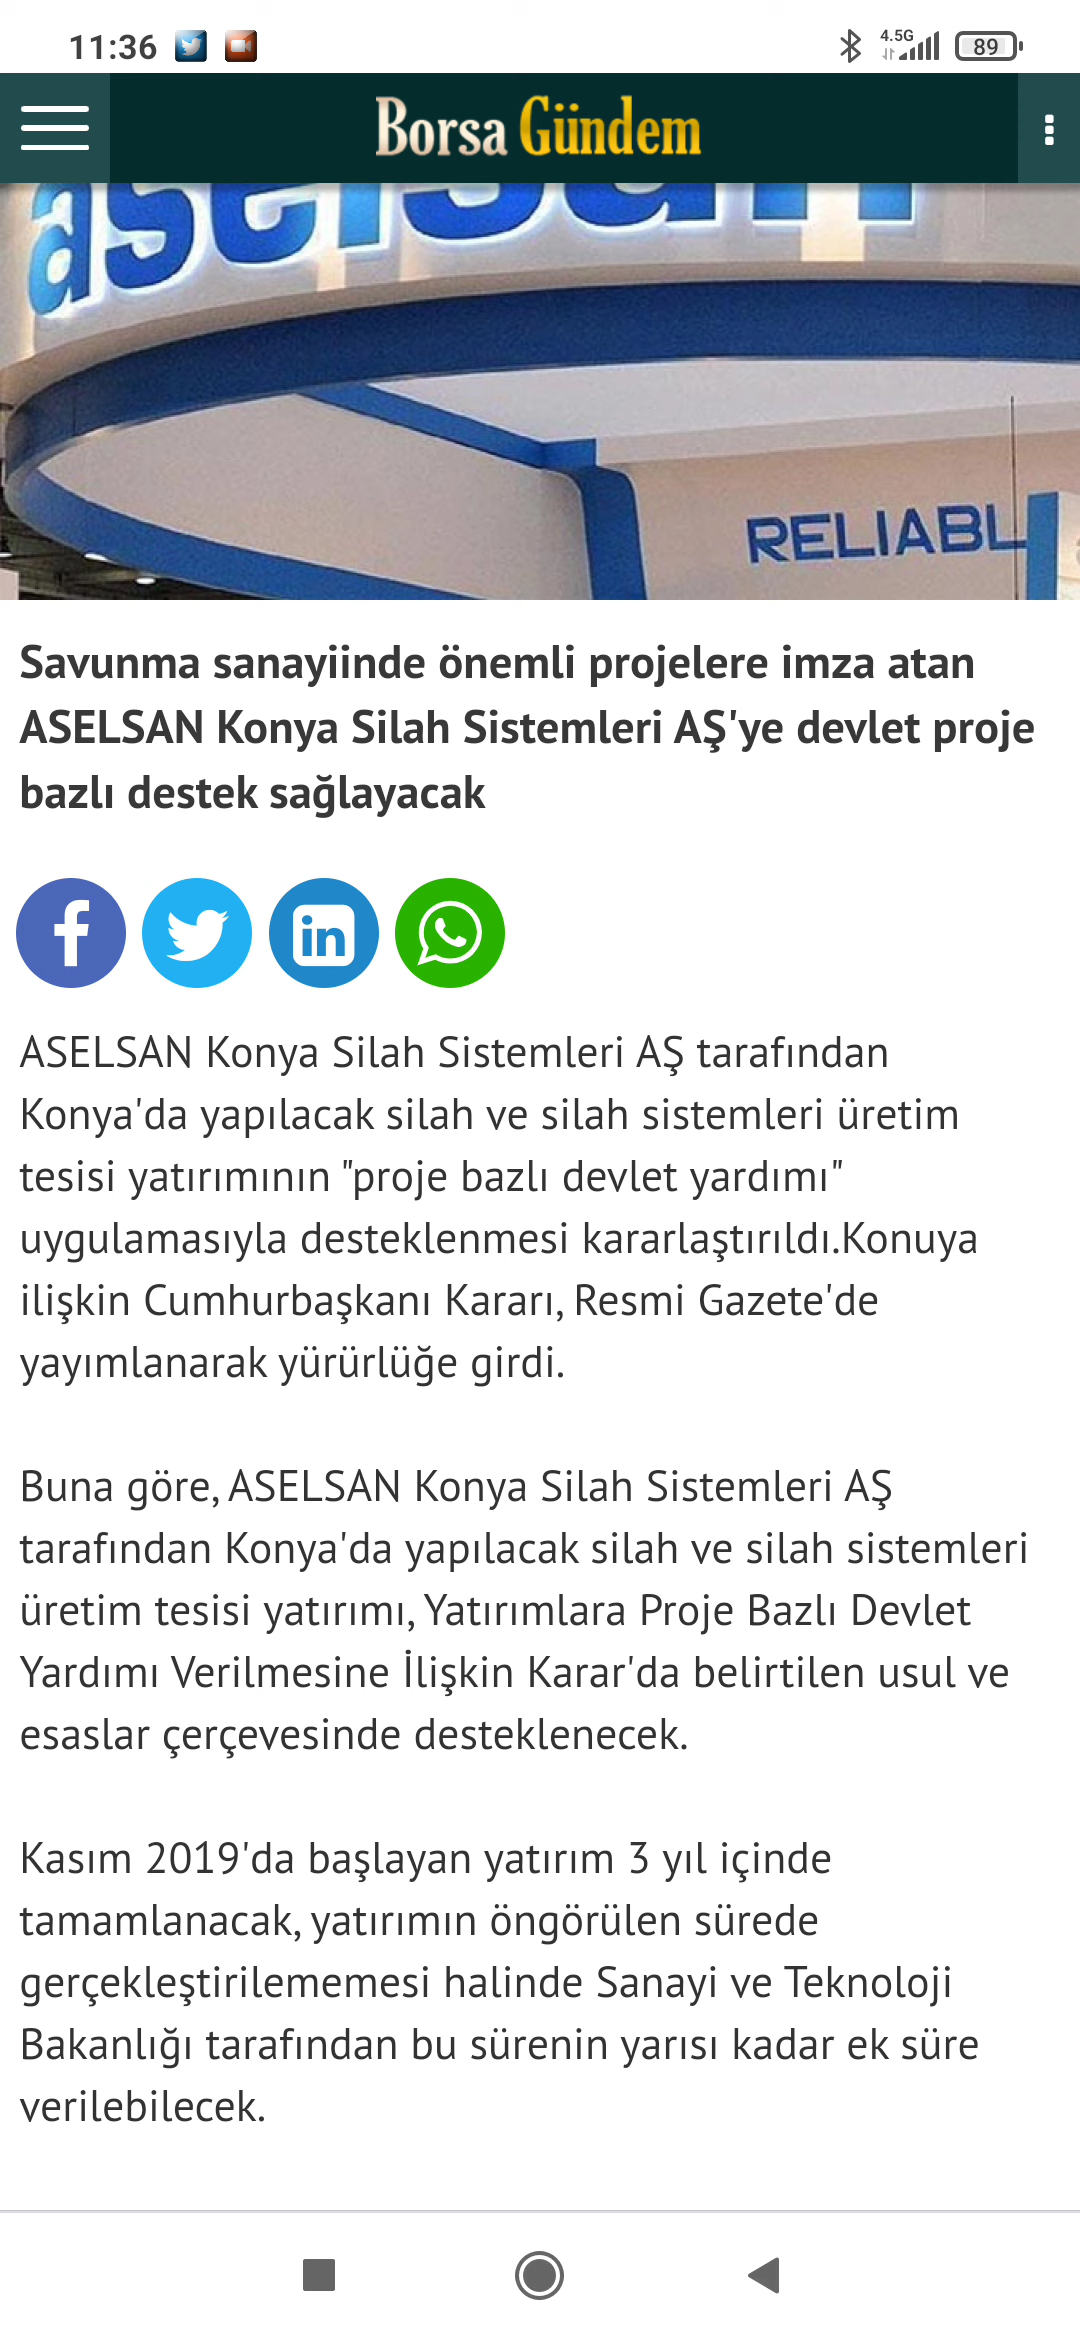 11:36
4.5G
89
Borsa Gündem
aselsan
RELIABL
Savunma sanayiinde önemli projelere imza atan
ASELSAN Konya Silah Sistemleri AŞ'ye devlet proje
bazlı destek sağlayacak
ASELSAN Konya Silah Sistemleri AŞ tarafından
Konya'da yapılacak silah ve silah sistemleri üretim
tesisi yatırımının "proje bazlı devlet yardımı"
uygulamasıyla desteklenmesi kararlaştırıldı.Konuya
ilişkin Cumhurbaşkanı Kararı, Resmi Gazete'de
yayımlanarak yürürlüğe girdi.
Buna göre, ASELSAN Konya Silah Sistemleri AŞ
tarafından Konya'da yapılacak silah ve silah sistemleri
üretim tesisi yatırımı, Yatırımlara Proje Bazlı Devlet
Yardımı Verilmesine İlişkin Karar'da belirtilen usul ve
esaslar çerçevesinde desteklenecek.
Kasım 2019'da başlayan yatırım 3 yıl içinde
tamamlanacak, yatırımın öngörülen sürede
gerçekleştirilememesi halinde Sanayi ve Teknoloji
Bakanlığı tarafından bu sürenin yarısı kadar ek süre
verilebilecek.